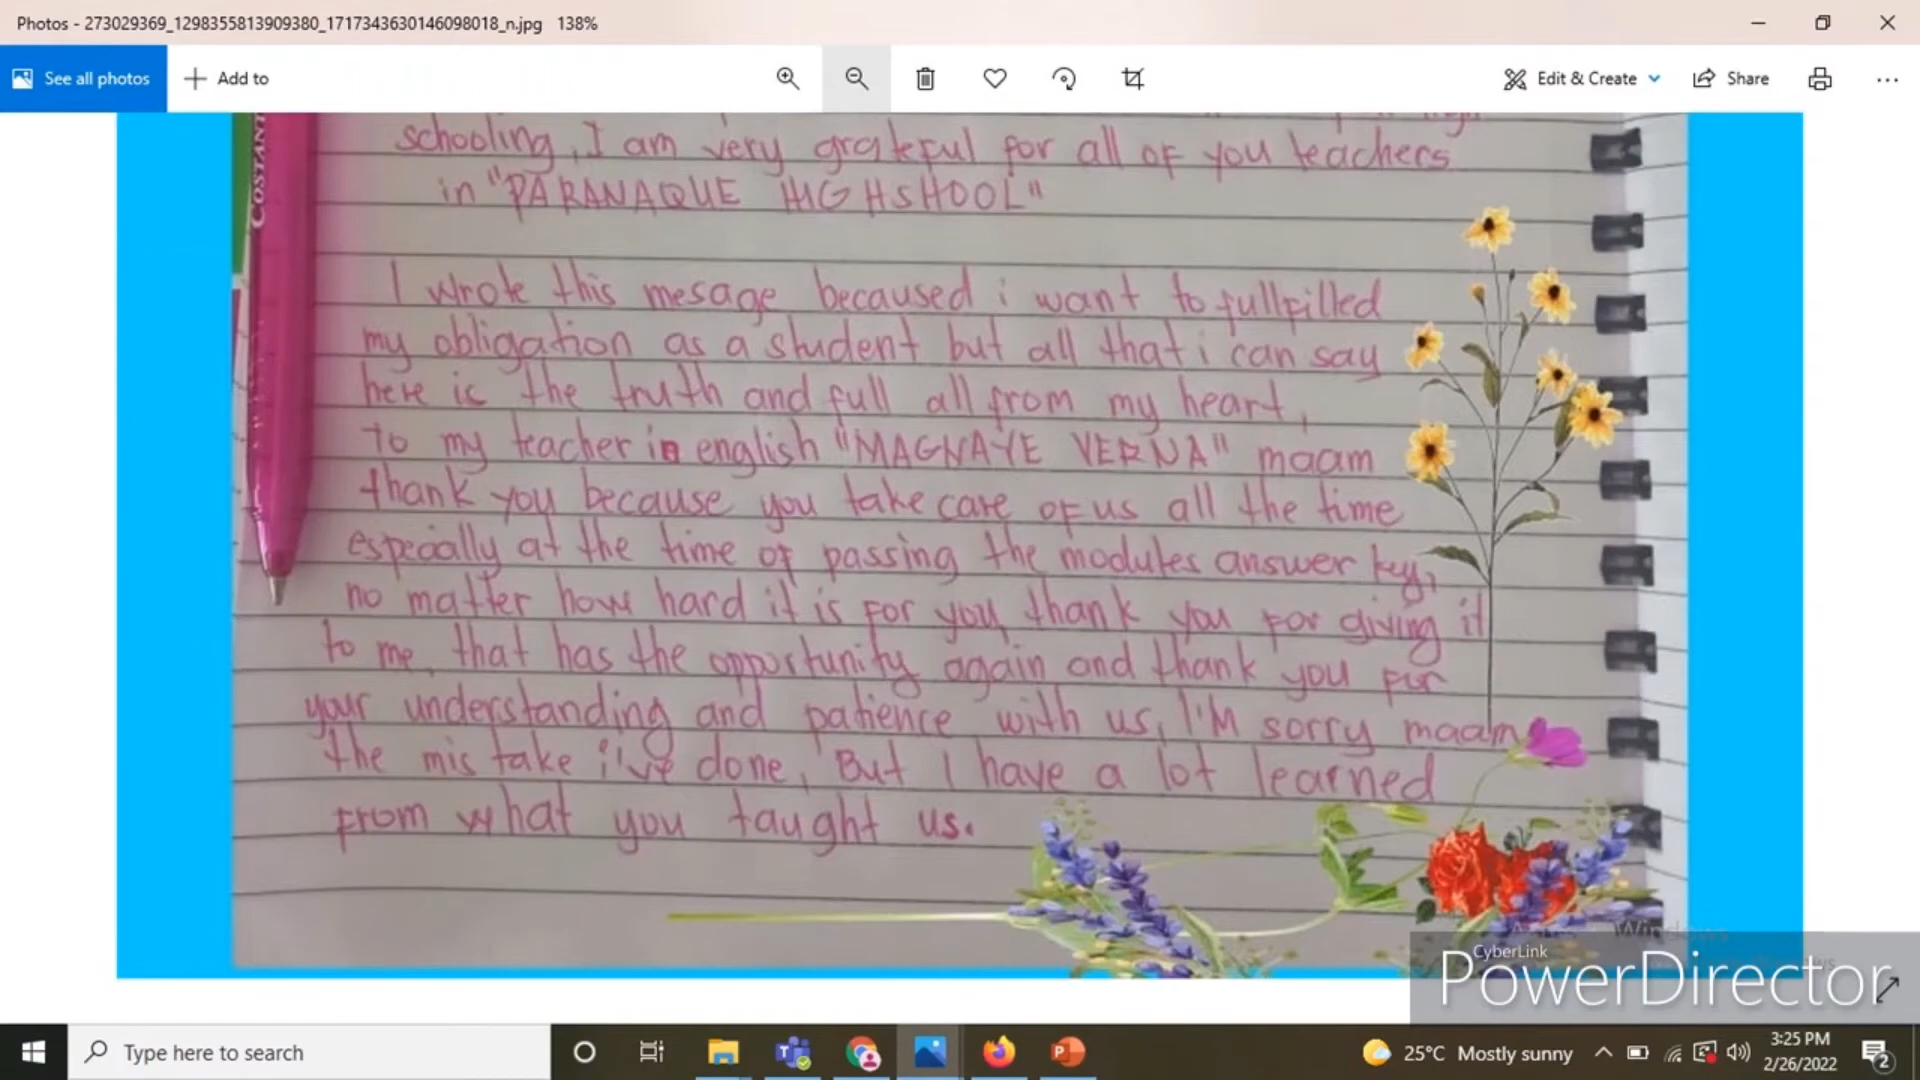 Photos - 273029369_1298355813909380_1717343630146098018_n.jpg 138%
See all photos
Add to
Edit & Create
Share
COSTANT
schooling, I am very grateful for all of you teachers
in "PARANAQUE HIGHSHOOL"
I wrote this mesage becaused i want to fullfilled
my obligation as a student but all that i can say
here is the truth and full all from my heart,
to my teacher in english "MAGNAYE VERNA" maam
thank you because you take care of us all the time
especially at the time of passing the modules answer key,
no matter how hard it is for you, thank you for giving it
to me, that has the opportunity again and thank you for
your understanding and patience with us, I'M sorry maam
the mis take i've done, But I have a lot learned
from what you taught us.
CyberLink
PowerDirector
Type here to search
25°C Mostly sunny
3:25 PM
2/26/2022
2